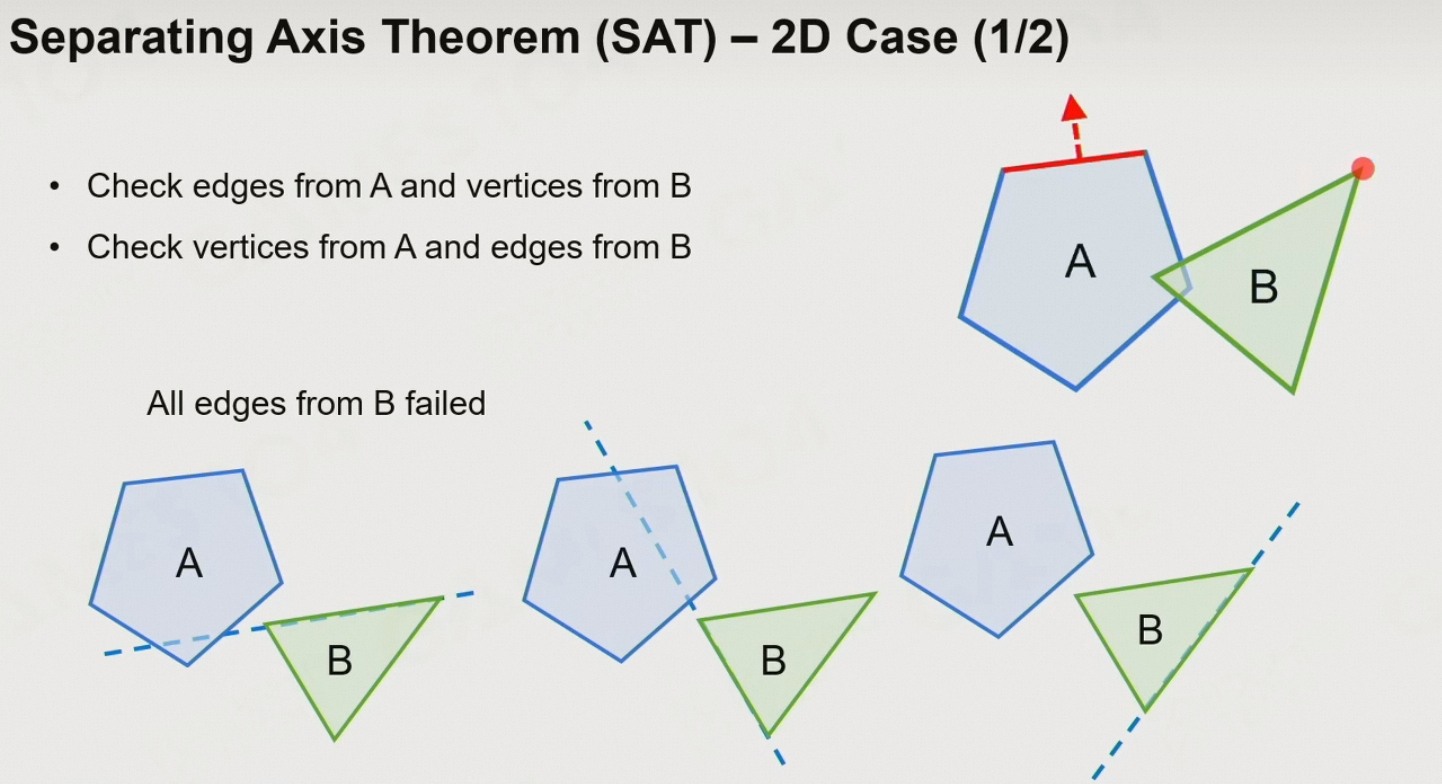 Separating Axis Theorem (SAT) – 2D Case (1/2)
• Check edges from A and vertices from B
• Check vertices from A and edges from B
A
B
All edges from B failed
A
B
A
B
A
B